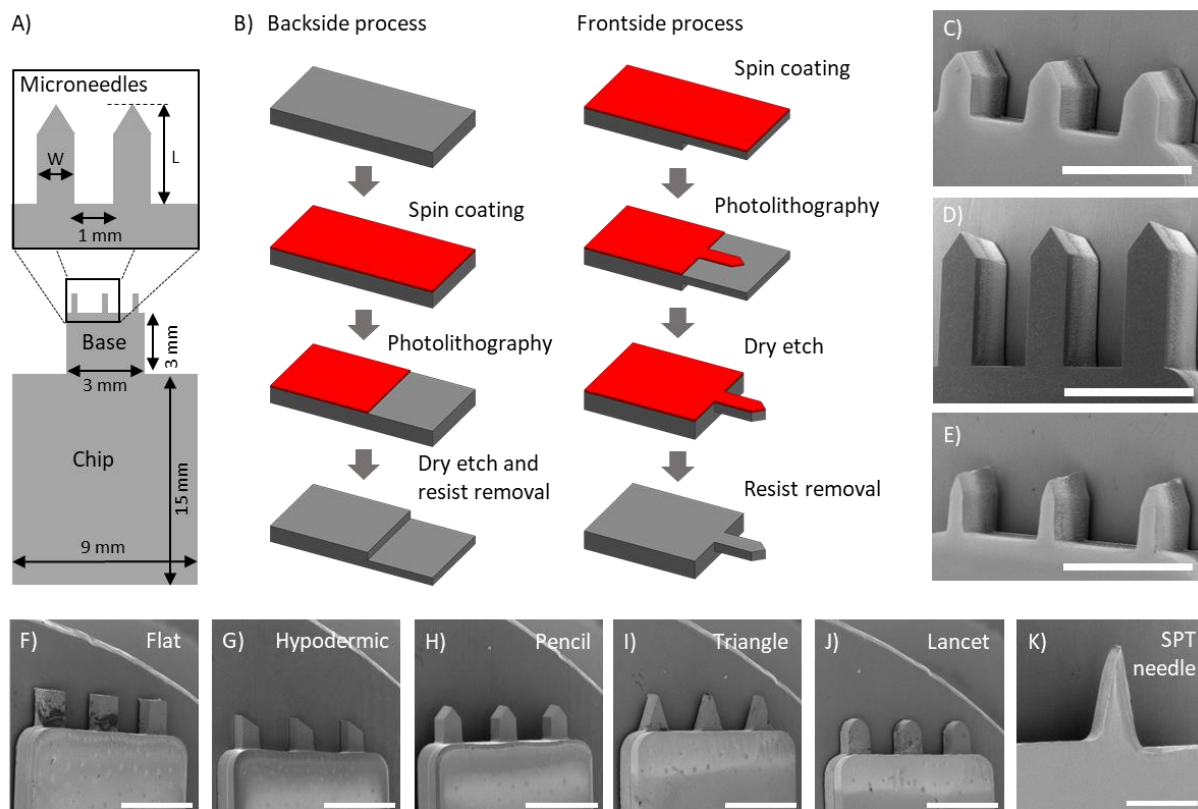 A)
Microneedles
W
L
1 mm
Base
3 mm
3 mm
Chip
15 mm
9 mm
B)
Backside process
Spin coating
Photolithography
Dry etch and
resist removal
Frontside process
Spin coating
Photolithography
Dry etch
Resist removal
C)
D)
E)
F)
Flat
G)
Hypodermic
H)
Pencil
I)
Triangle
J)
Lancet
K)
SPT
needle